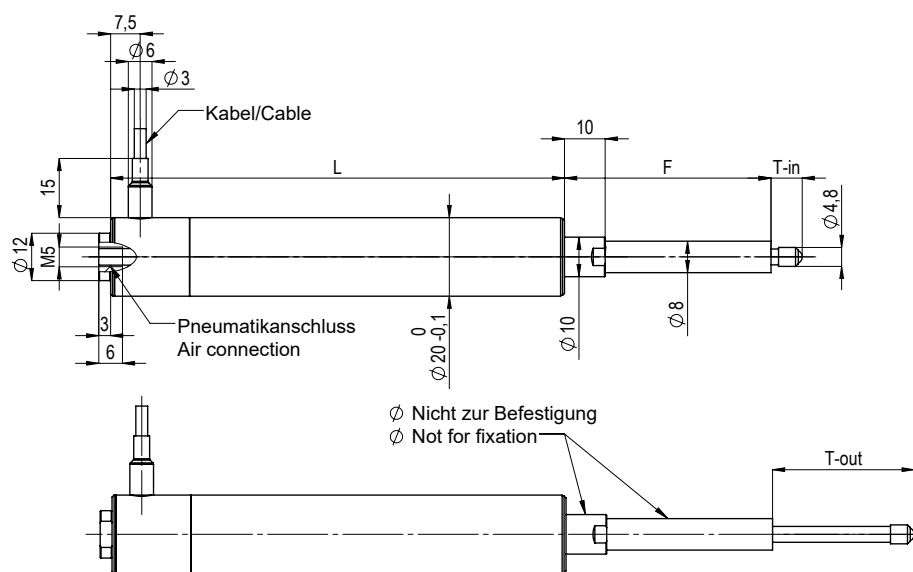 7,5
∅6
∅3
Kabel/Cable
10
L
F
T-in
15
∅4,8
∅12
M5
3
Pneumatikanschluss
6
Air connection
0
∅20-0,1
∅10
∅8
∅ Nicht zur Befestigung
∅ Not for fixation
T-out